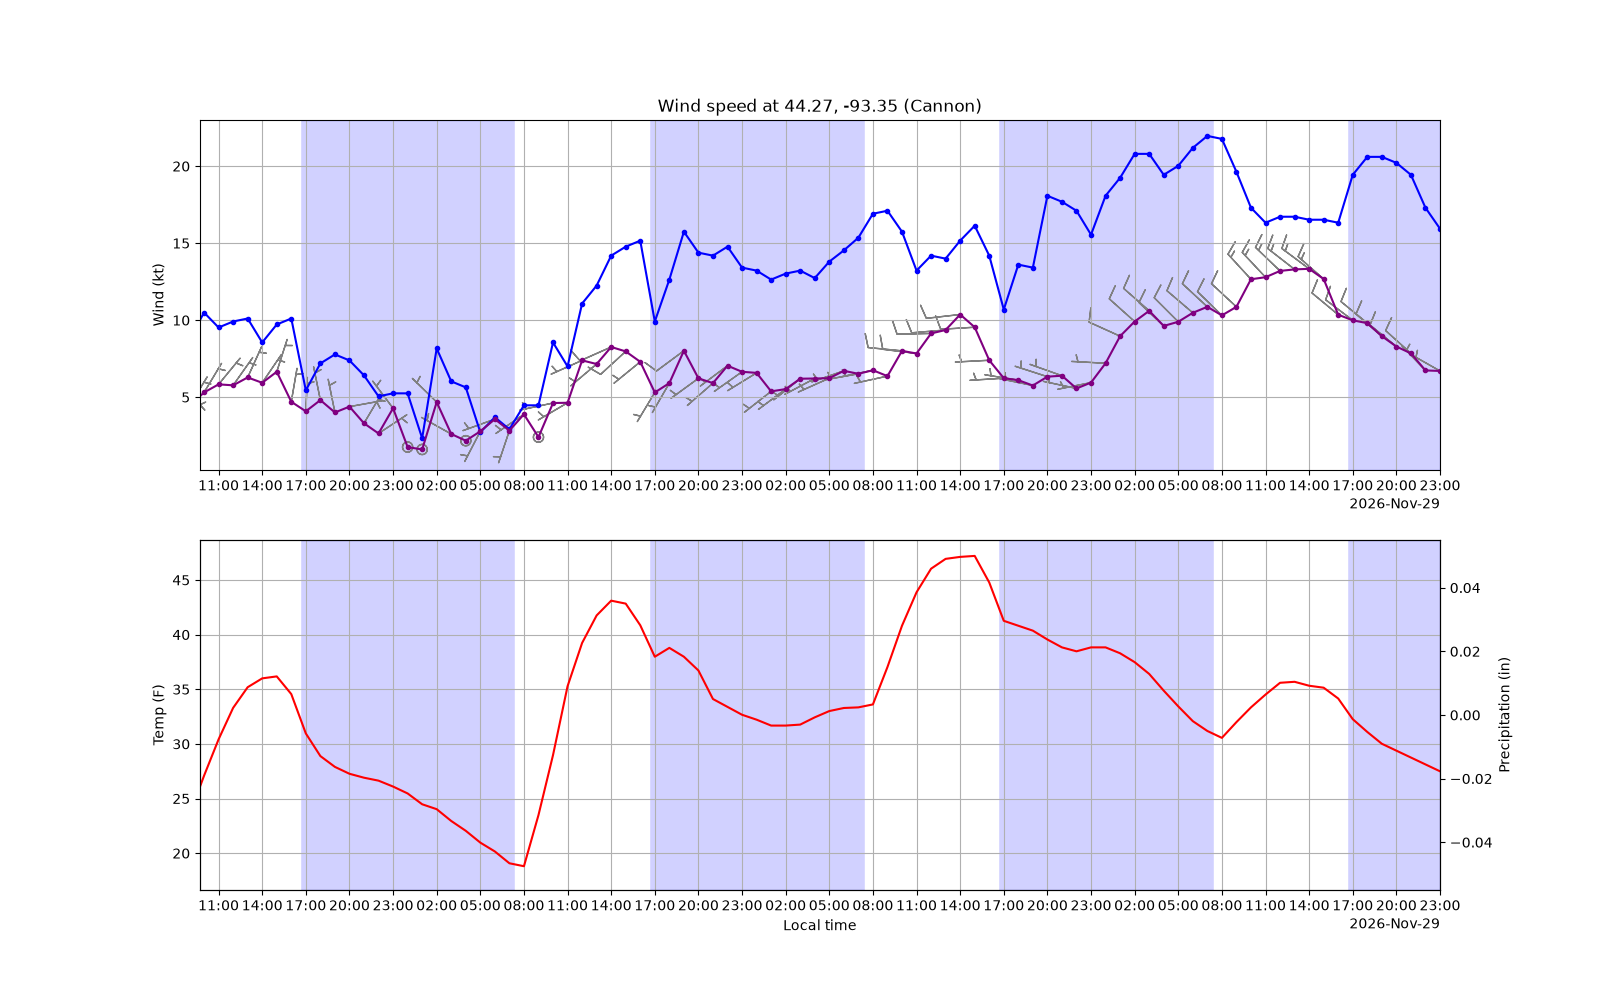 Wind speed at 44.27, -93.35 (Cannon)
20
15
10
5
Wind (kt)
11:00 14:00 17:00 20:00 23:00 02:00 05:00 08:00 11:00 14:00 17:00 20:00 23:00 02:00 05:00 08:00 11:00 14:00 17:00 20:00 23:00 02:00 05:00 08:00 11:00 14:00 17:00 20:00 23:00
2026-Nov-29
45
40
35
30
25
20
Temp (F)
0.04
0.02
0.00
−0.02
−0.04
Precipitation (in)
11:00 14:00 17:00 20:00 23:00 02:00 05:00 08:00 11:00 14:00 17:00 20:00 23:00 02:00 05:00 08:00 11:00 14:00 17:00 20:00 23:00 02:00 05:00 08:00 11:00 14:00 17:00 20:00 23:00
Local time
2026-Nov-29